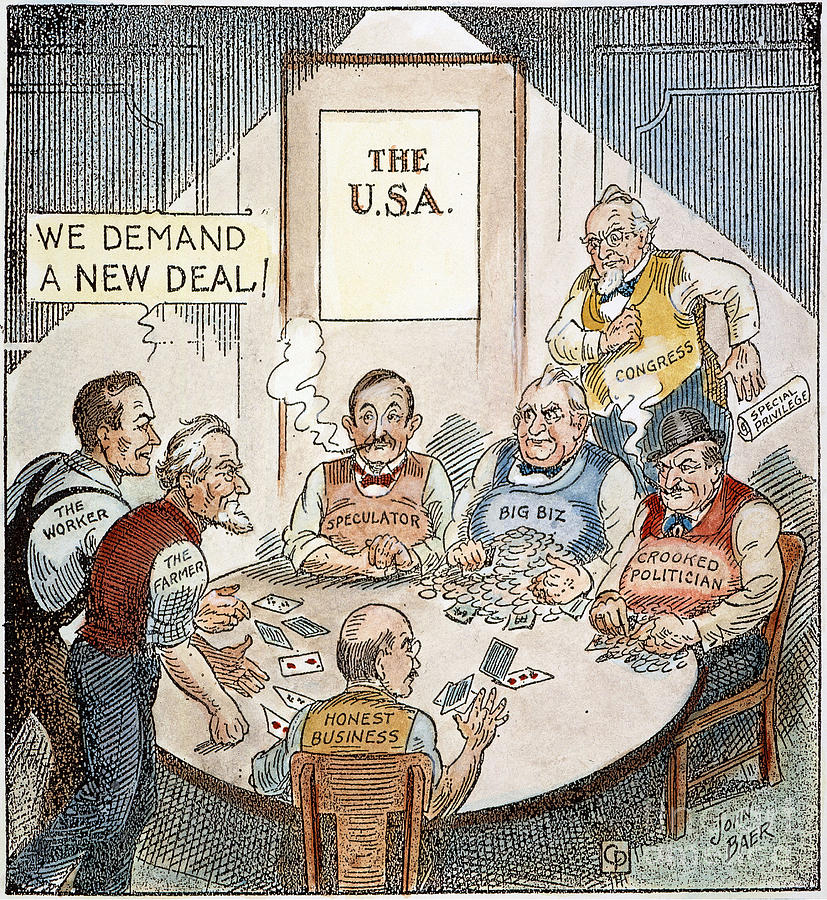 THE
U.S.A.
WE DEMAND
A NEW DEAL!
CONGRESS
SPECIAL
PRIVILEGE
THE
WORKER
THE
FARMER
SPECULATOR
BIG BIZ
CROOKED
POLITICIAN
HONEST
BUSINESS
JOHN
BAER